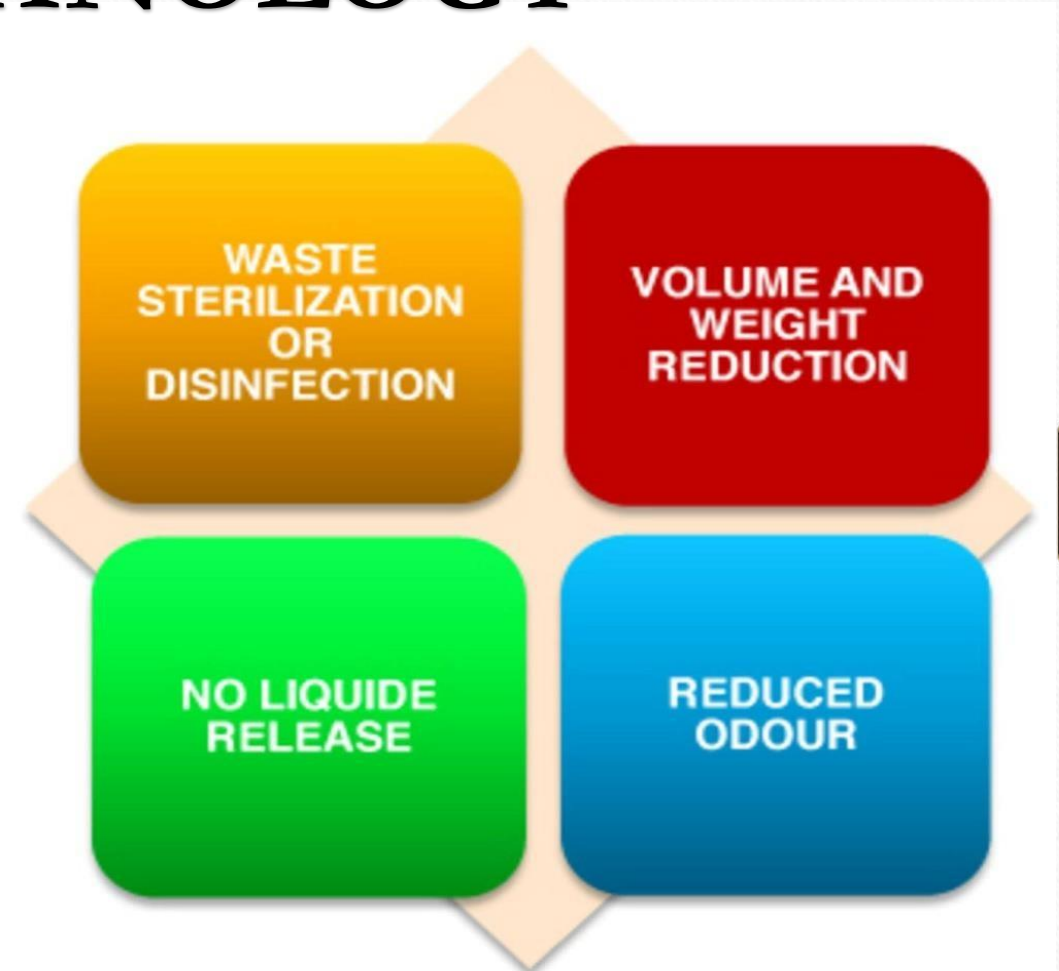 WASTE
STERILIZATION
OR
DISINFECTION
VOLUME AND
WEIGHT
REDUCTION
NO LIQUIDE
RELEASE
REDUCED
ODOUR